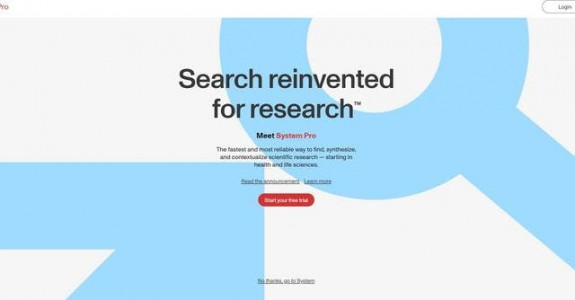 Pro
Login
Search reinvented
for research™
Meet System Pro
The fastest and most reliable way to find, synthesize,
and contextualize scientific research — starting in
health and life sciences.
Read the announcement Learn more
Start your free trial
No thanks, go to System